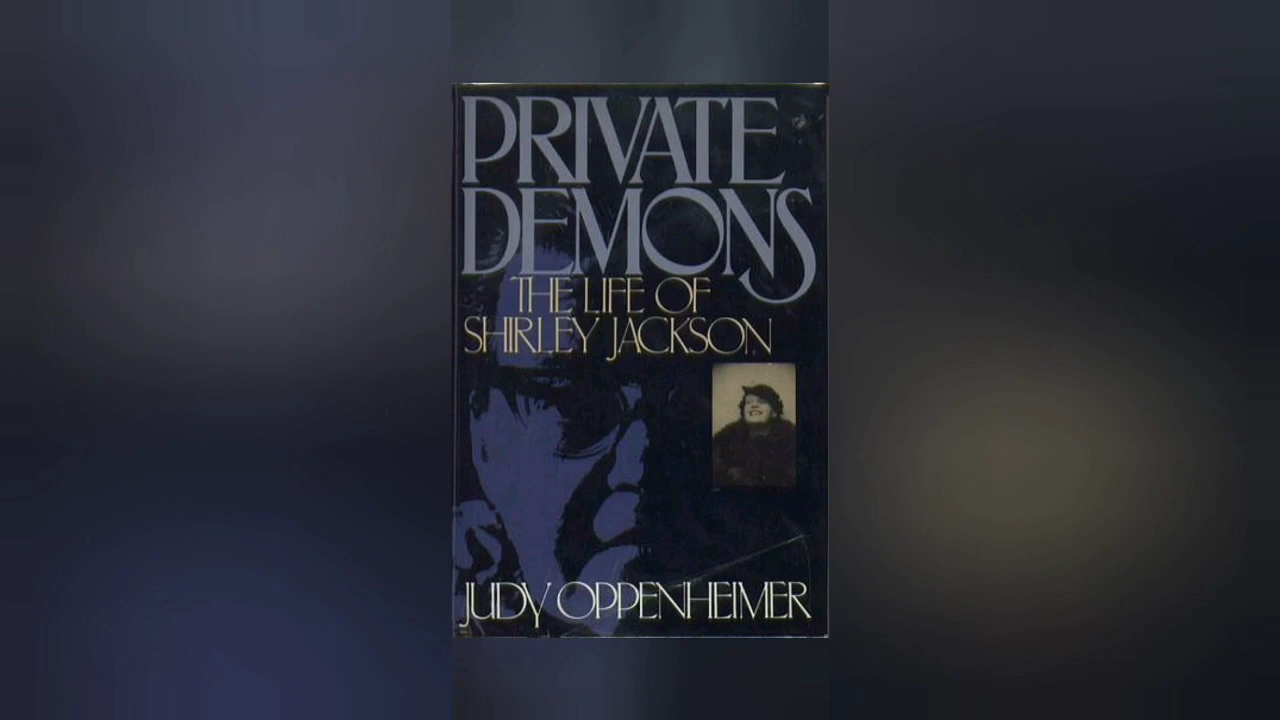 PRIVATE
DEMONS
THE LIFE OF
SHIRLEY JACKSON
JUDY OPPENHEIMER